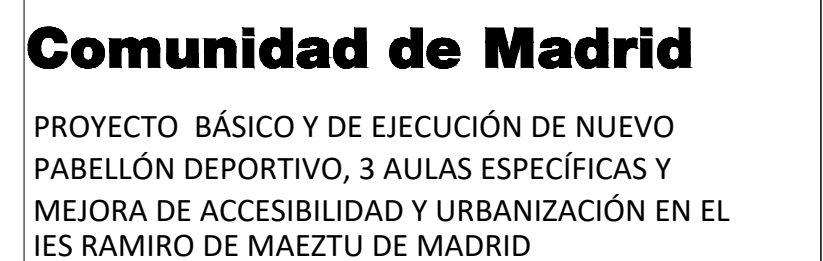 Comunidad de Madrid
PROYECTO BÁSICO Y DE EJECUCIÓN DE NUEVO
PABELLÓN DEPORTIVO, 3 AULAS ESPECÍFICAS Y
MEJORA DE ACCESIBILIDAD Y URBANIZACIÓN EN EL
IES RAMIRO DE MAEZTU DE MADRID